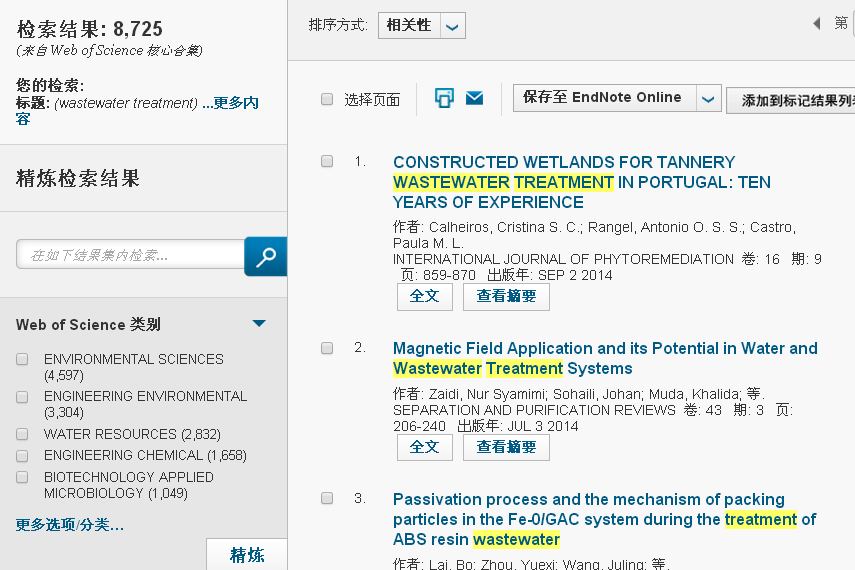 检索结果: 8,725
(来自 Web of Science 核心合集)
您的检索:
标题: (wastewater treatment) ...更多内
容
精炼检索结果
在如下结果集内检索...
Web of Science 类别
ENVIRONMENTAL SCIENCES
(4,597)
ENGINEERING ENVIRONMENTAL
(3,304)
WATER RESOURCES (2,832)
ENGINEERING CHEMICAL (1,658)
BIOTECHNOLOGY APPLIED
MICROBIOLOGY (1,049)
更多选项/分类...
精炼
排序方式: 相关性
第
选择页面 保存至 EndNote Online 添加到标记结果列表
1. CONSTRUCTED WETLANDS FOR TANNERY
WASTEWATER TREATMENT IN PORTUGAL: TEN
YEARS OF EXPERIENCE
作者: Calheiros, Cristina S. C.; Rangel, Antonio O. S. S.; Castro,
Paula M. L.
INTERNATIONAL JOURNAL OF PHYTOREMEDIATION 卷: 16 期: 9
页: 859-870 出版年: SEP 2 2014
全文 查看摘要
2. Magnetic Field Application and its Potential in Water and
Wastewater Treatment Systems
作者: Zaidi, Nur Syamimi; Sohaili, Johan; Muda, Khalida; 等.
SEPARATION AND PURIFICATION REVIEWS 卷: 43 期: 3 页:
206-240 出版年: JUL 3 2014
全文 查看摘要
3. Passivation process and the mechanism of packing
particles in the Fe-0/GAC system during the treatment of
ABS resin wastewater
作者: Lai, Bo; Zhou, Yuexi; Wang, Juling; 等.